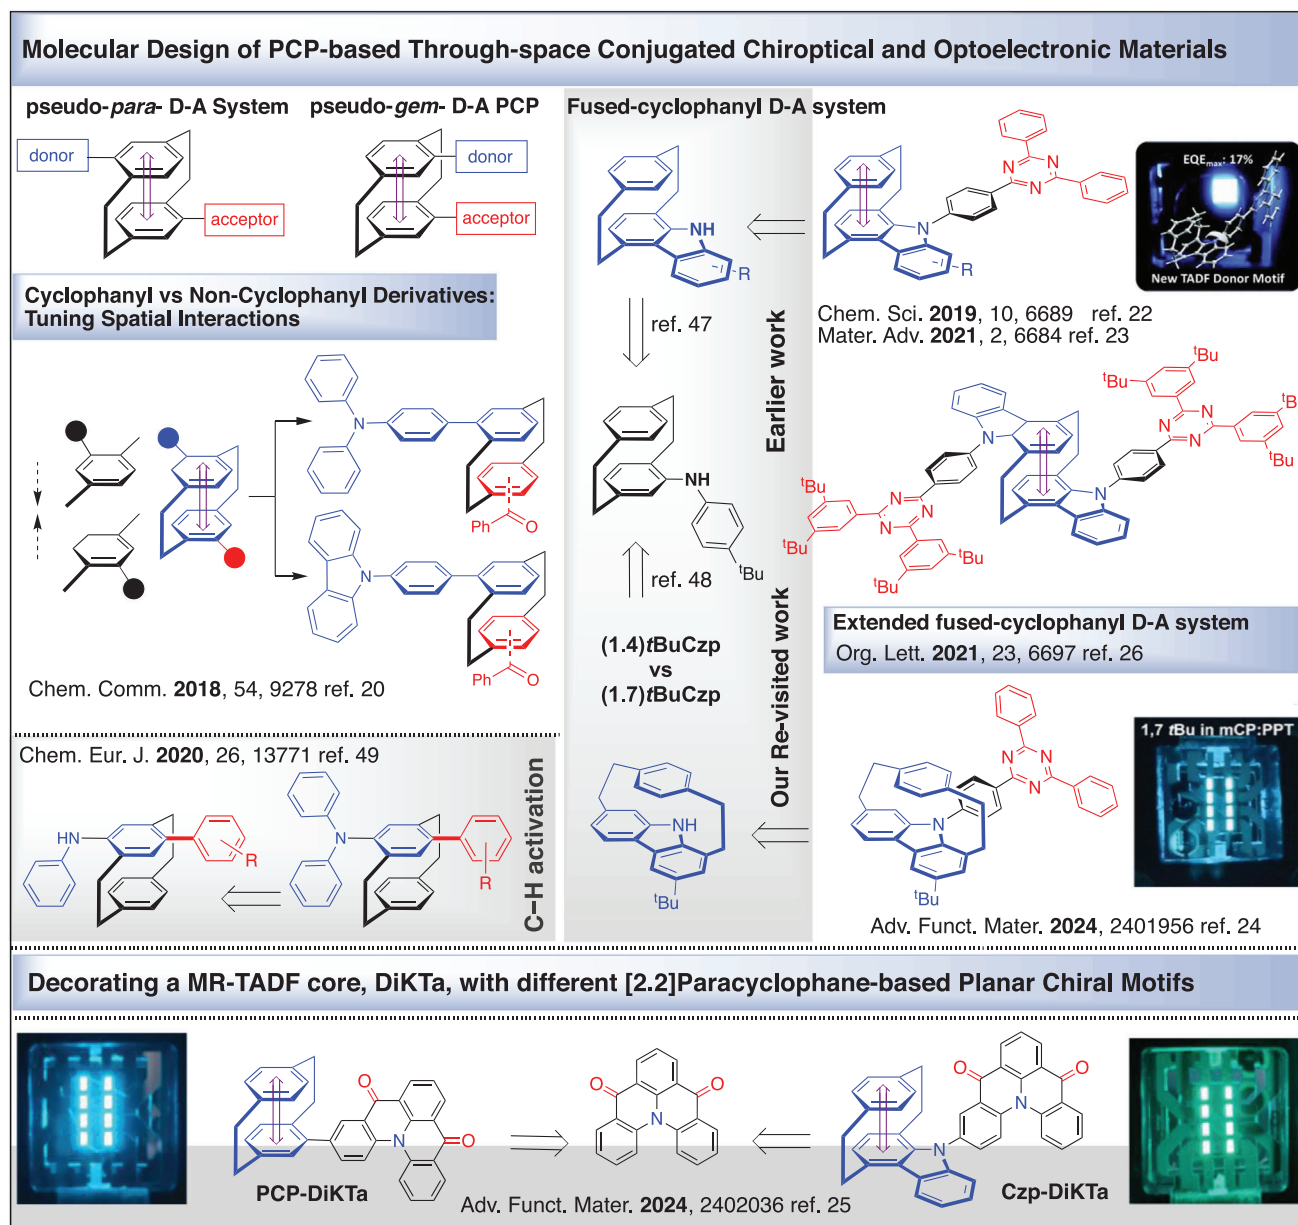 Molecular Design of PCP-based Through-space Conjugated Chiroptical and Optoelectronic Materials
pseudo-para- D-A System
pseudo-gem- D-A PCP
donor
acceptor
donor
acceptor
Cyclophanyl vs Non-Cyclophanyl Derivatives:
Tuning Spatial Interactions
N
Ph
O
N
Ph
O
Chem. Comm. 2018, 54, 9278 ref. 20
Chem. Eur. J. 2020, 26, 13771 ref. 49
HN
R
N
R
C–H activation
Fused-cyclophanyl D-A system
NH
R
ref. 47
NH
tBu
ref. 48
(1.4)tBuCzp
vs
(1.7)tBuCzp
NH
tBu
Earlier work
Our Re-visited work
N
R
N
N
N
EQEmax: 17%
New TADF Donor Motif
Chem. Sci. 2019, 10, 6689 ref. 22
Mater. Adv. 2021, 2, 6684 ref. 23
tBu
tBu
tB
N
N
N
tBu
N
N
tBu
N
N
N
tBu
tBu
tBu
Extended fused-cyclophanyl D-A system
Org. Lett. 2021, 23, 6697 ref. 26
N
N
N
N
tBu
1,7 tBu in mCP:PPT
Adv. Funct. Mater. 2024, 2401956 ref. 24
Decorating a MR-TADF core, DiKTa, with different [2.2]Paracyclophane-based Planar Chiral Motifs
O
N
O
PCP-DiKTa
O
O
N
O
O
N
N
Czp-DiKTa
Adv. Funct. Mater. 2024, 2402036 ref. 25